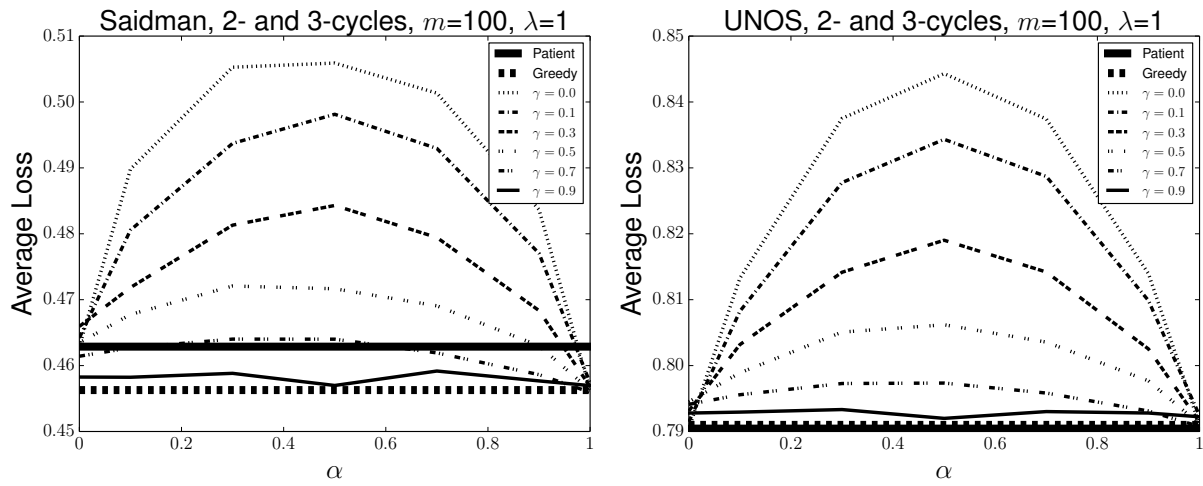 Saidman, 2- and 3-cycles, m=100, λ=1
0.51
0.50
0.49
0.48
0.47
0.46
0.45
Average Loss
0 0.2 0.4 0.6 0.8 1
α
Patient
Greedy
γ = 0.0
γ = 0.1
γ = 0.3
γ = 0.5
γ = 0.7
γ = 0.9
UNOS, 2- and 3-cycles, m=100, λ=1
0.85
0.84
0.83
0.82
0.81
0.80
0.79
Average Loss
0 0.2 0.4 0.6 0.8 1
α
Patient
Greedy
γ = 0.0
γ = 0.1
γ = 0.3
γ = 0.5
γ = 0.7
γ = 0.9